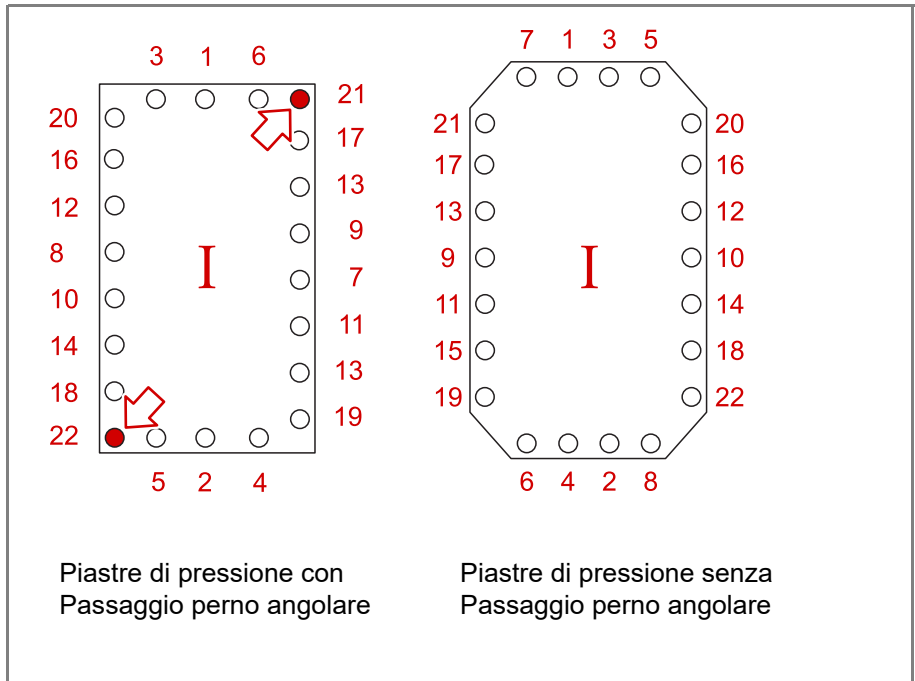 3 1 6
21
20
17
16
13
12
9
8
I
7
10
11
14
13
18
19
22
5 2 4
7 1 3 5
21 20
17 16
13 12
9 10
I
11 14
15 18
19 22
6 4 2 8
Piastre di pressione con
Passaggio perno angolare
Piastre di pressione senza
Passaggio perno angolare